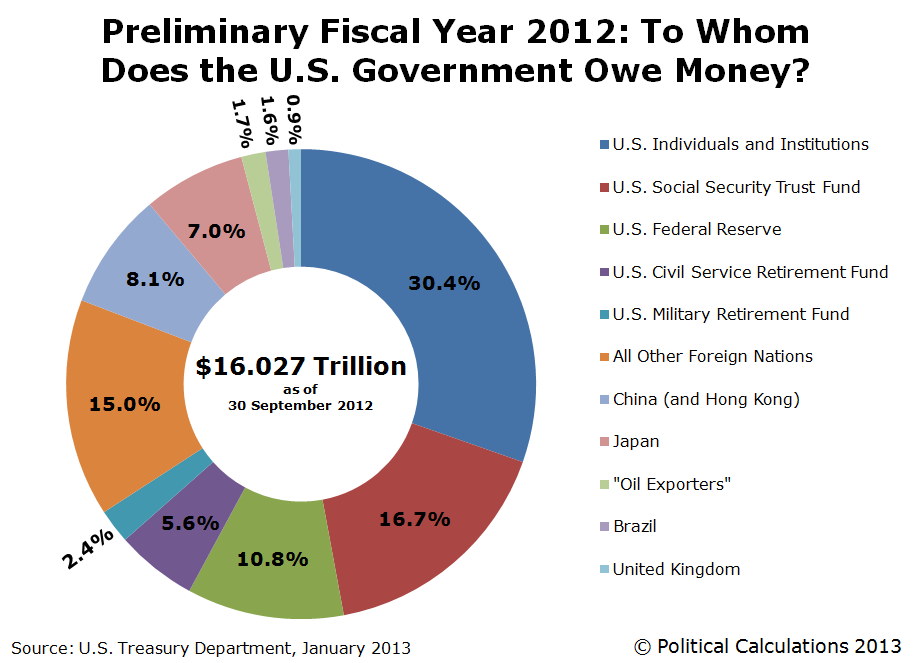 Preliminary Fiscal Year 2012: To Whom
Does the U.S. Government Owe Money?
1.7%
1.6%
0.9%
30.4%
16.7%
10.8%
5.6%
2.4%
15.0%
8.1%
7.0%
$16.027 Trillion
as of
30 September 2012
U.S. Individuals and Institutions
U.S. Social Security Trust Fund
U.S. Federal Reserve
U.S. Civil Service Retirement Fund
U.S. Military Retirement Fund
All Other Foreign Nations
China (and Hong Kong)
Japan
"Oil Exporters"
Brazil
United Kingdom
Source: U.S. Treasury Department, January 2013
© Political Calculations 2013